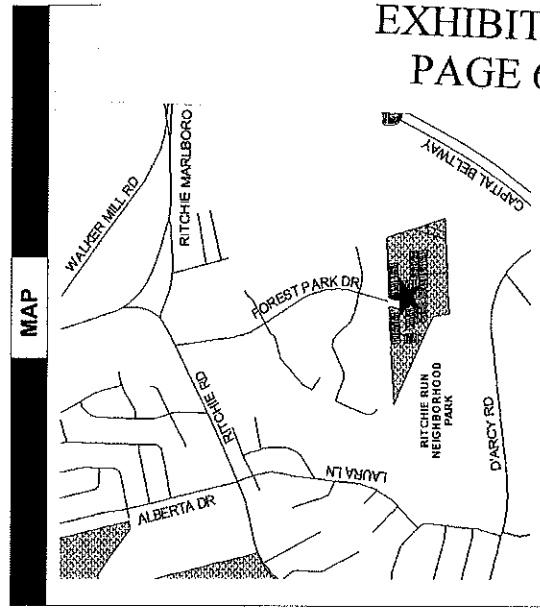 EXHIBIT
PAGE 6
MAP
WALKER MILL RD
RITCHIE MARLBORO
CAPITAL BELTWAY
FOREST PARK DR
RITCHIE RD
RITCHIE RUN
NEIGHBORHOOD
PARK
D'ARCY RD
LAURA LN
ALBERTA DR